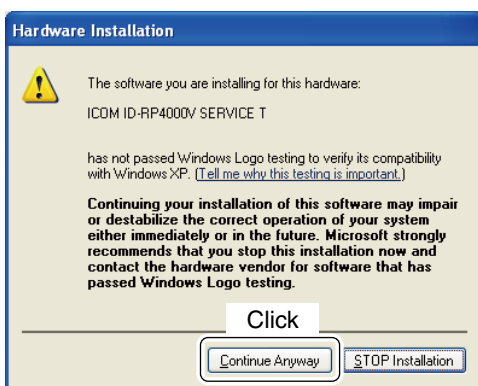 Hardware Installation
The software you are installing for this hardware:
ICOM ID-RP4000V SERVICE T
has not passed Windows Logo testing to verify its compatibility
with Windows XP. (Tell me why this testing is important.)
Continuing your installation of this software may impair
or destabilize the correct operation of your system
either immediately or in the future. Microsoft strongly
recommends that you stop this installation now and
contact the hardware vendor for software that has
passed Windows Logo testing.
Click
Continue Anyway STOP Installation